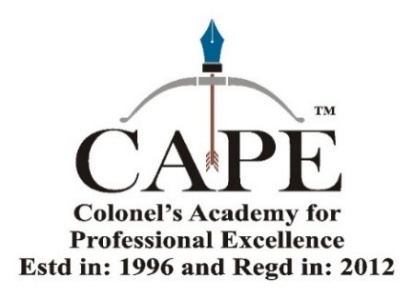 TM
CAPE
Colonel's Academy for
Professional Excellence
Estd in: 1996 and Regd in: 2012